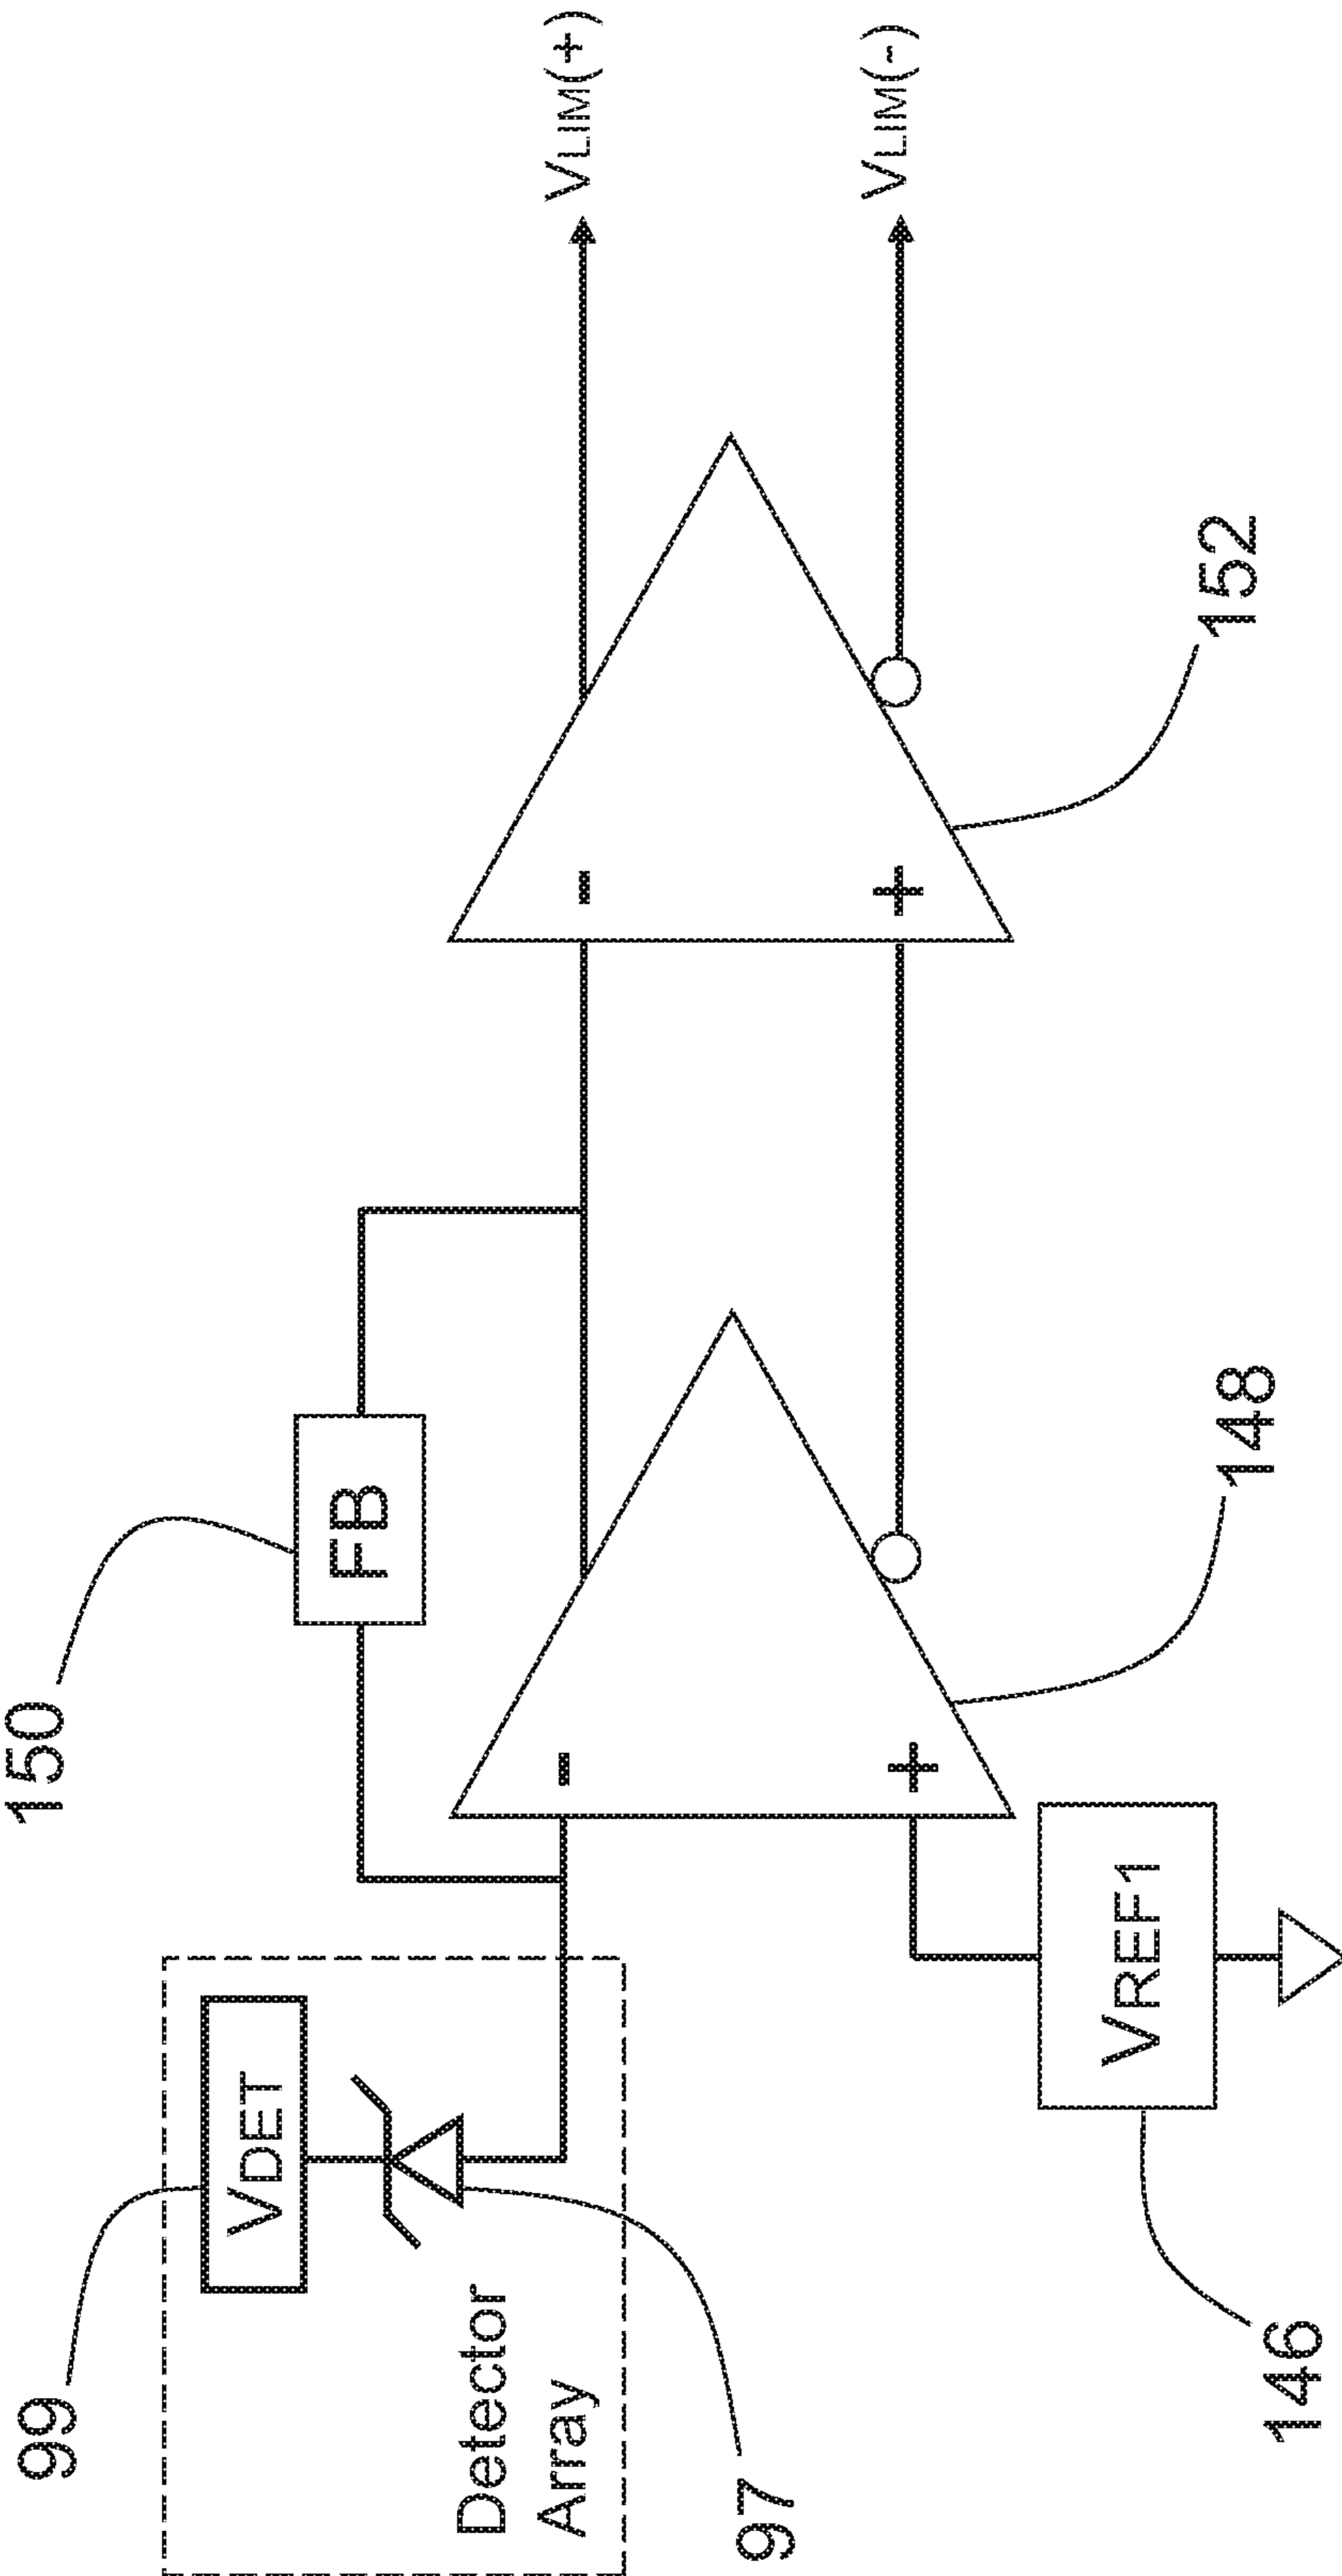 99
150
VDET
FB
VLIM(+)
Detector
Array
−
−
+
+
VLIM(-)
97
VREF1
146
148
152